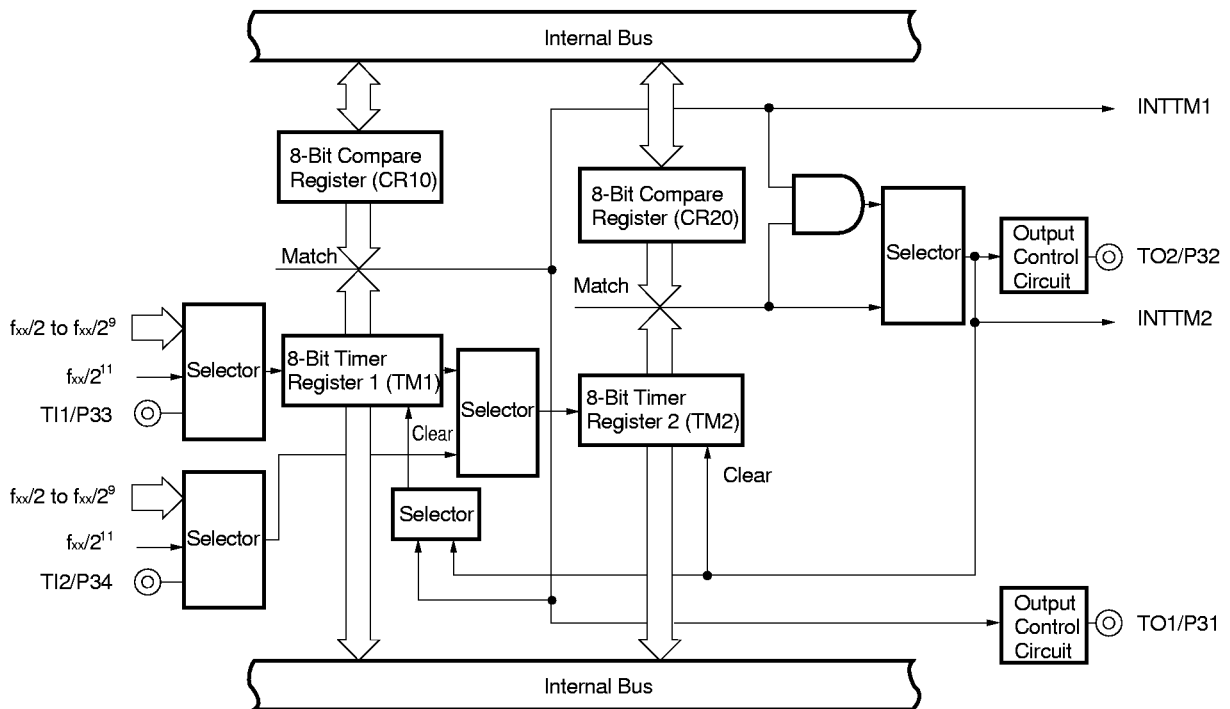 Internal Bus
INTTM1
8-Bit Compare
Register (CR10)
8-Bit Compare
Register (CR20)
Selector
Output
Control
Circuit
TO2/P32
Match
Match
INTTM2
fxx/2 to fxx/2⁹
fxx/2¹¹
TI1/P33
Selector
8-Bit Timer
Register 1 (TM1)
Selector
8-Bit Timer
Register 2 (TM2)
Clear
Clear
fxx/2 to fxx/2⁹
fxx/2¹¹
TI2/P34
Selector
Selector
Output
Control
Circuit
TO1/P31
Internal Bus